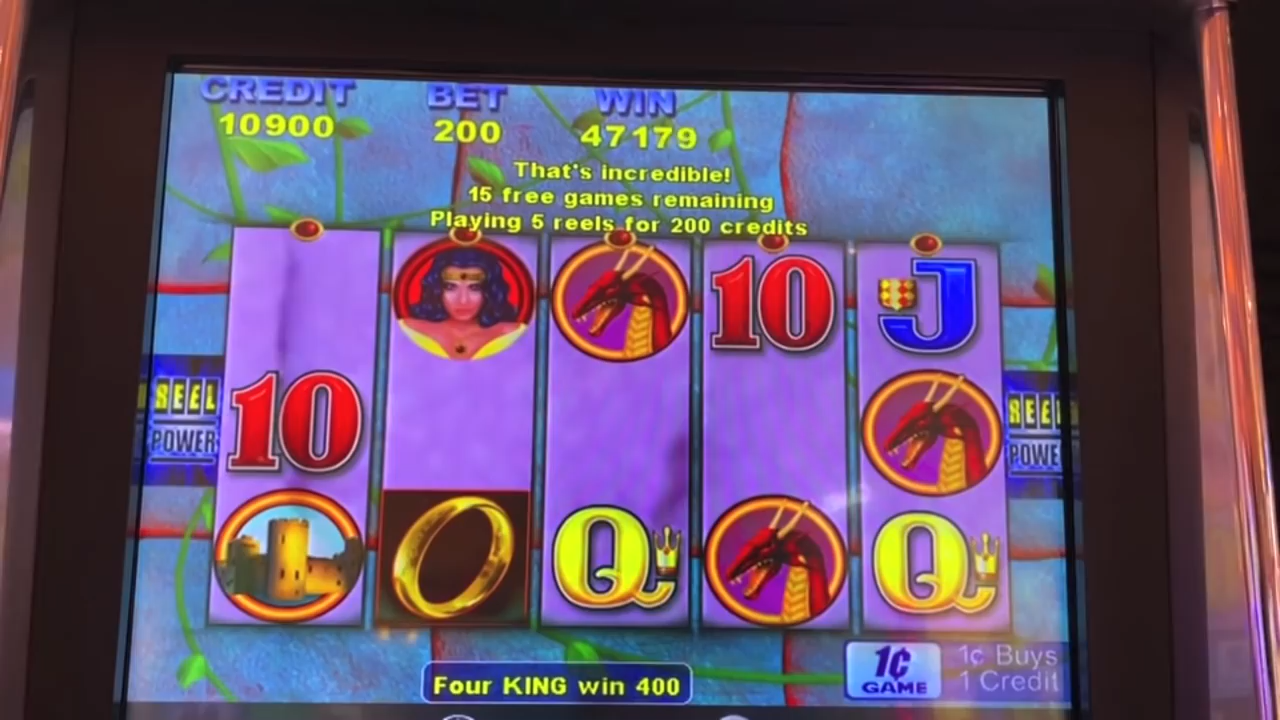 CREDIT BET WIN
10900 200 47179
That's incredible!
15 free games remaining
Playing 5 reels for 200 credits
10 J
REEL POWER
10
REEL POWE
Q Q
Four KING win 400
1¢ GAME
1¢ Buys
1 Credit